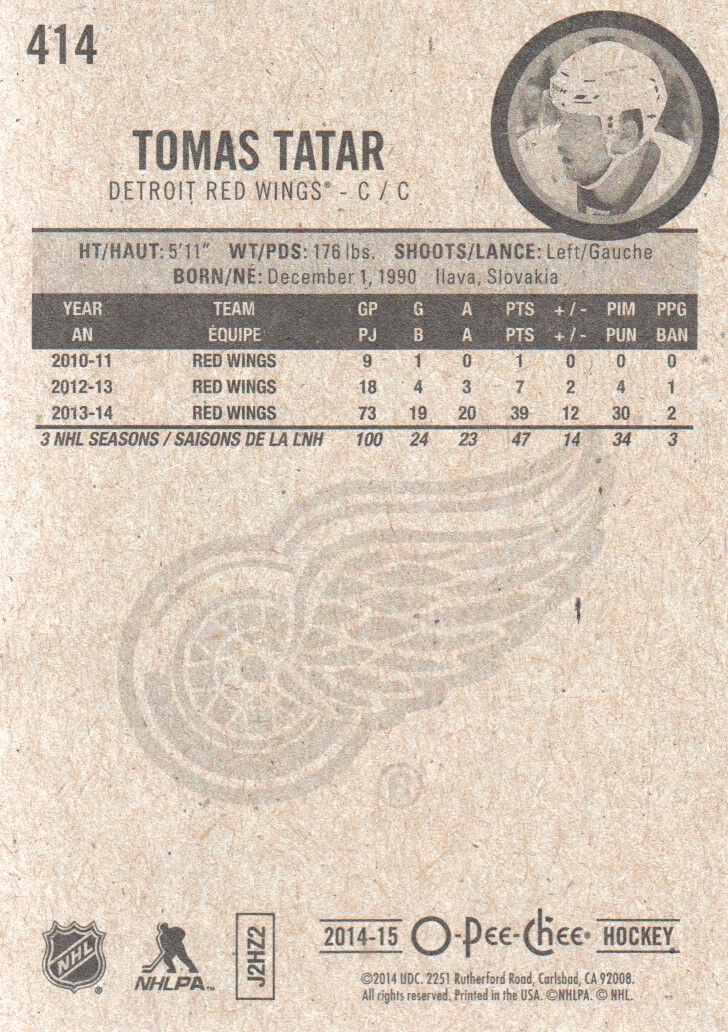 414
TOMAS TATAR
DETROIT RED WINGS® - C / C
HT/HAUT: 5'11" WT/PDS: 176 lbs. SHOOTS/LANCE: Left/Gauche
BORN/NÉ: December 1, 1990 Ilava, Slovakia
YEAR TEAM GP G A PTS +/- PIM PPG
AN ÉQUIPE PJ B A PTS +/- PUN BAN
2010-11 RED WINGS 9 1 0 1 0 0 0
2012-13 RED WINGS 18 4 3 7 2 4 1
2013-14 RED WINGS 73 19 20 39 12 30 2
3 NHL SEASONS / SAISONS DE LA LNH 100 24 23 47 14 34 3
®
NHL ®
NHLPA™
J2HZ2
2014-15 O-Pee-Chee® HOCKEY
©2014 UDC. 2251 Rutherford Road, Carlsbad, CA 92008.
All rights reserved. Printed in the USA. ©NHLPA. © NHL.